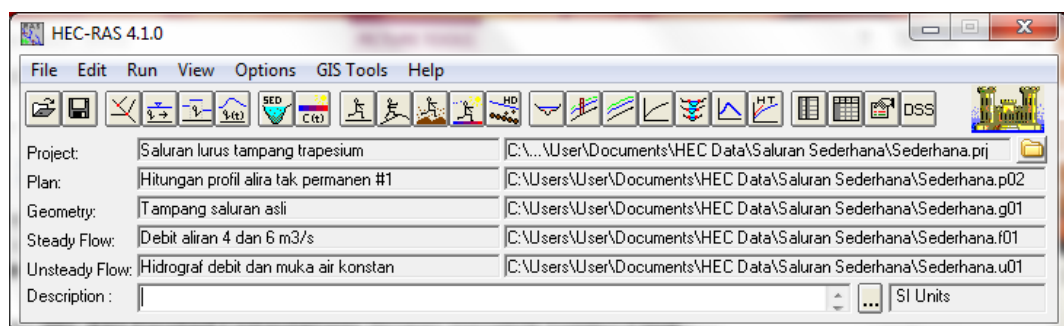 HEC-RAS 4.1.0
File Edit Run View Options GIS Tools Help
SED C(t) HD HT DSS
Project: Saluran lurus tampang trapesium C:\...\User\Documents\HEC Data\Saluran Sederhana\Sederhana.prj
Plan: Hitungan profil alira tak permanen #1 C:\Users\User\Documents\HEC Data\Saluran Sederhana\Sederhana.p02
Geometry: Tampang saluran asli C:\Users\User\Documents\HEC Data\Saluran Sederhana\Sederhana.g01
Steady Flow: Debit aliran 4 dan 6 m3/s C:\Users\User\Documents\HEC Data\Saluran Sederhana\Sederhana.f01
Unsteady Flow: Hidrograf debit dan muka air konstan C:\Users\User\Documents\HEC Data\Saluran Sederhana\Sederhana.u01
Description : ... SI Units